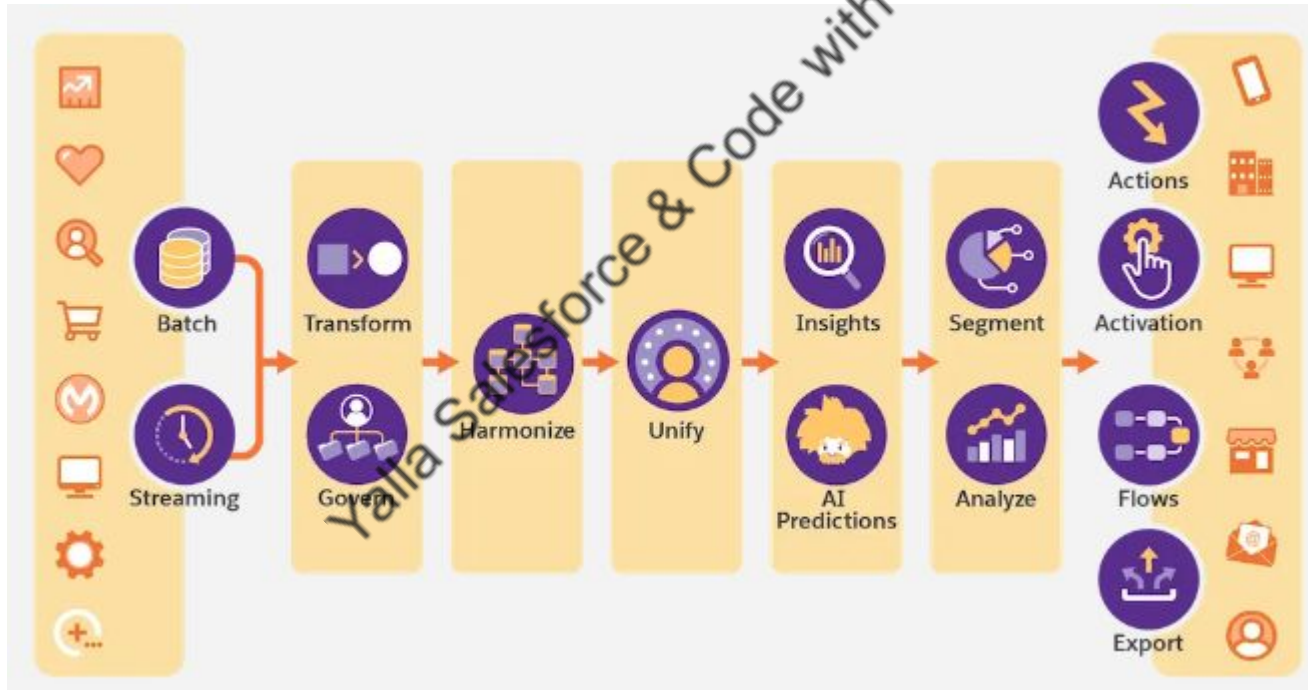 Yalla Salesforce & Code with
Batch
Streaming
Transform
Govern
Harmonize
Unify
Insights
AI
Predictions
Segment
Analyze
Actions
Activation
Flows
Export